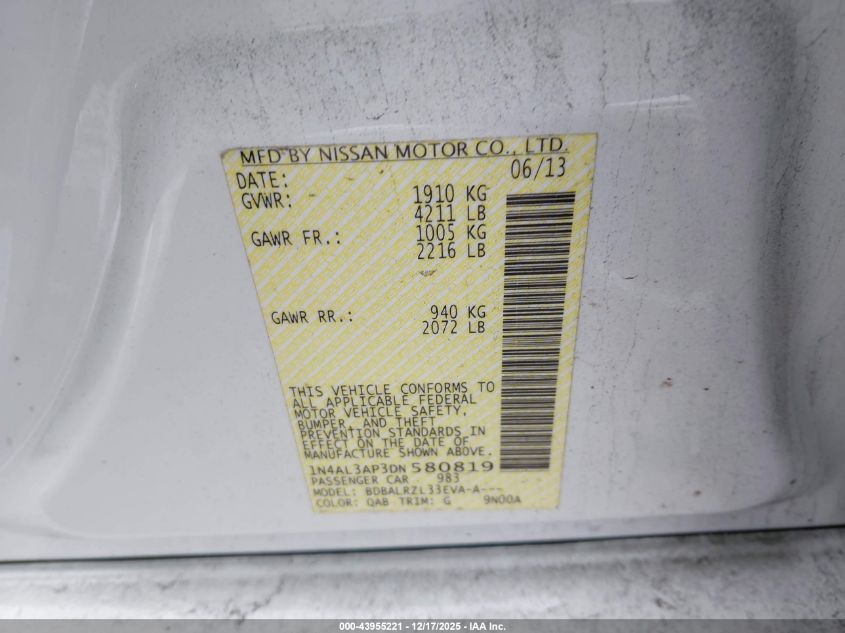 MFD BY NISSAN MOTOR CO., LTD.
DATE: 06/13
GVWR: 1910 KG
4211 LB
GAWR FR.: 1005 KG
2216 LB
GAWR RR.: 940 KG
2072 LB
THIS VEHICLE CONFORMS TO
ALL APPLICABLE FEDERAL
MOTOR VEHICLE SAFETY,
BUMPER, AND THEFT
PREVENTION STANDARDS IN
EFFECT ON THE DATE OF
MANUFACTURE SHOWN ABOVE.
1N4AL3AP3DN580819
PASSENGER CAR 983
MODEL: BDBALRZL33EVA-A---
COLOR: QAB TRIM: G 9N00A
000-43955221 - 12/17/2025 - IAA Inc.